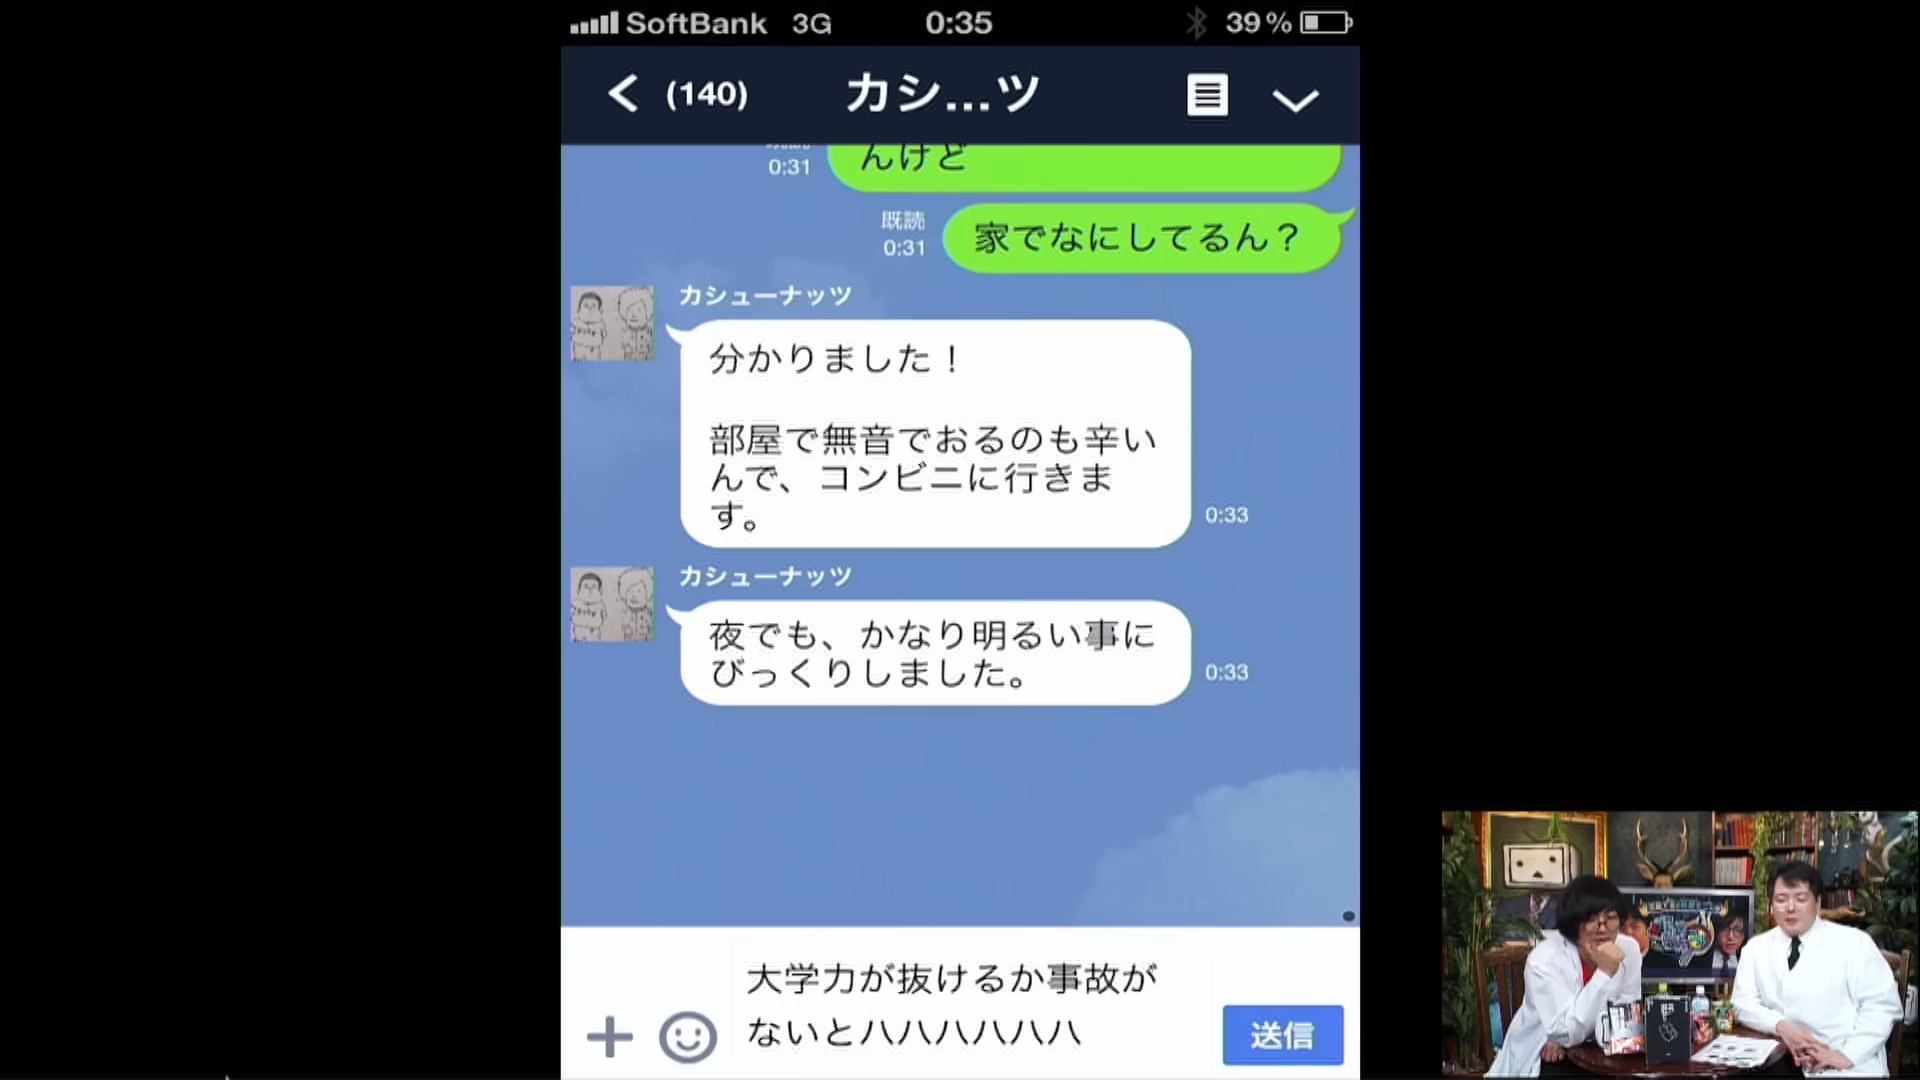 SoftBank 3G 0:35 39%
(140) カシ...ツ
んけど
0:31
家でなにしてるん？
既読
0:31
カシューナッツ
分かりました！
部屋で無音でおるのも辛い
んで、コンビニに行きま
す。
0:33
カシューナッツ
夜でも、かなり明るい事に
びっくりしました。
0:33
大学力が抜けるか事故が
ないとハハハハハハ
送信